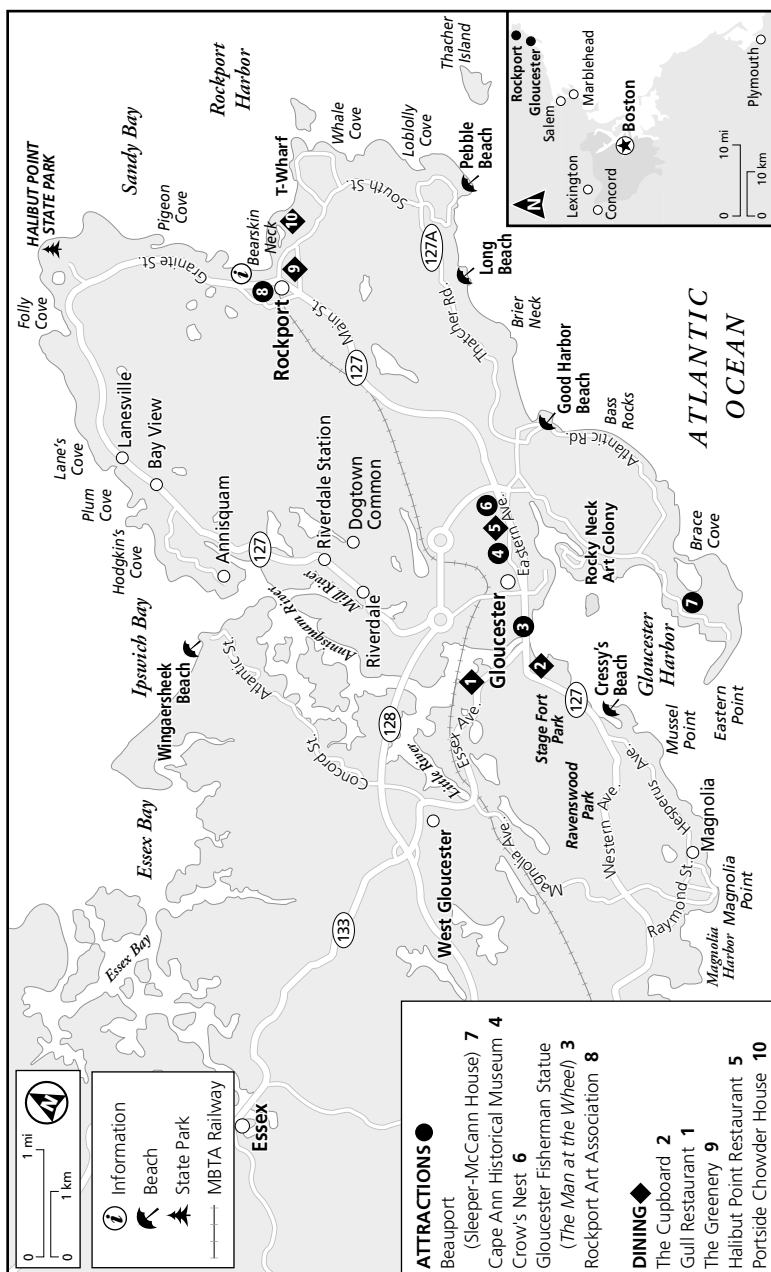 1 mi
0
1 km
0
N
Information
Beach
State Park
MBTA Railway
ATTRACTIONS
Beauport
(Sleeper-McCann House) 7
Cape Ann Historical Museum 4
Crow's Nest 6
Gloucester Fisherman Statue
(The Man at the Wheel) 3
Rockport Art Association 8
DINING
The Cupboard 2
Gull Restaurant 1
The Greenery 9
Halibut Point Restaurant 5
Portside Chowder House 10
Essex
Essex Bay
Essex Bay
133
West Gloucester
Wingaersheek
Beach
Ipswich Bay
Atlantic St.
Concord St.
128
Little River
Essex Ave.
Magnolia Ave.
Annisquam River
Mill River
Hodgkin's
Cove
Plum
Cove
Lane's
Cove
Folly
Cove
Lanesville
Bay View
Annisquam
127
Riverdale Station
Dogtown
Common
Riverdale
HALIBUT POINT
STATE PARK
Sandy Bay
Pigeon
Cove
Granite St.
Rockport
Harbor
Bearskin
Neck
T-Wharf
i
8
9
10
Rockport
Main St.
127
Whale
Cove
Loblolly
Cove
South St.
Thacher
Island
Pebble
Beach
127A
Long
Beach
Thatcher Rd.
Brier
Neck
Good Harbor
Beach
Bass
Rocks
Atlantic Rd.
ATLANTIC
OCEAN
6
5
4
Eastern Ave.
Gloucester
3
1
2
Rocky Neck
Art Colony
Brace
Cove
7
Gloucester
Harbor
Eastern
Point
Cressy's
Beach
Mussel
Point
Stage Fort
Park
127
Ravenswood
Park
Western Ave.
Hesperus Ave.
Magnolia
Raymond St.
Magnolia
Harbor
Magnolia
Point
N
Rockport
Gloucester
Salem
Marblehead
Lexington
Concord
Boston
Plymouth
10 mi
0
10 km
0